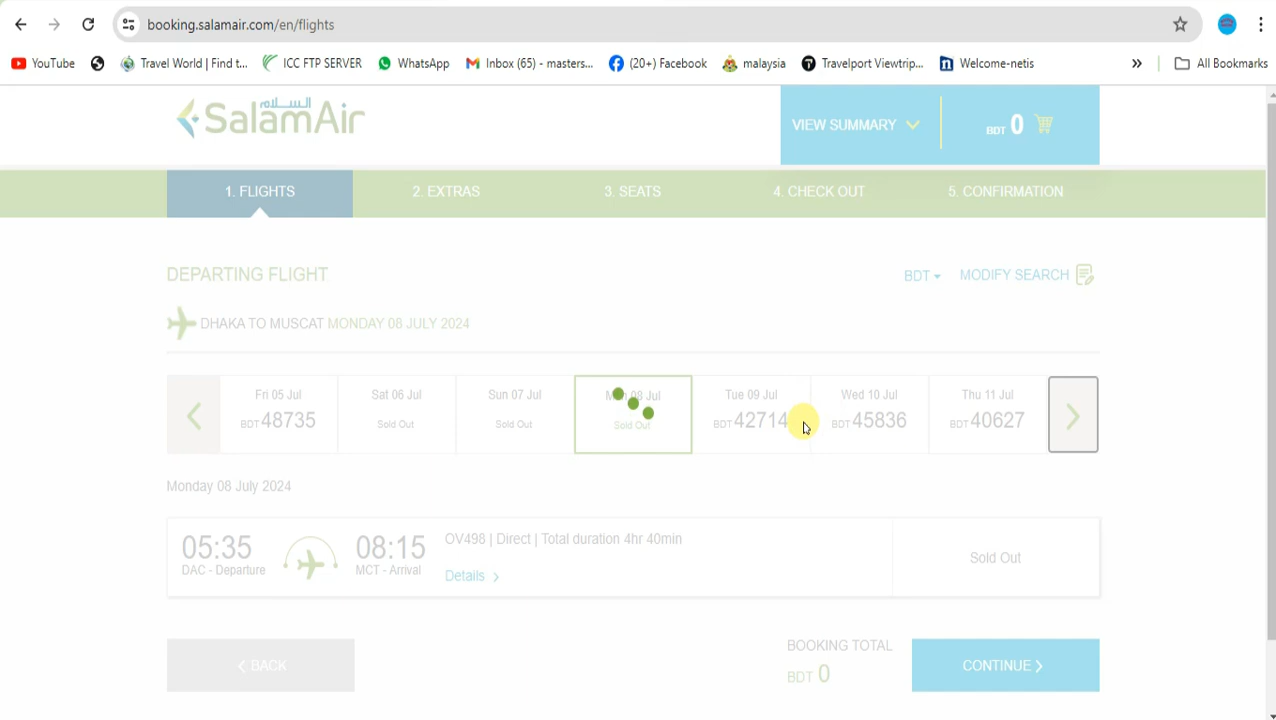 booking.salamair.com/en/flights
YouTube
Travel World | Find t...
ICC FTP SERVER
WhatsApp
Inbox (65) - masters...
(20+) Facebook
malaysia
Travelport Viewtrip...
Welcome-netis
»
All Bookmarks
السلام
SalamAir
VIEW SUMMARY
BDT 0
1. FLIGHTS
2. EXTRAS
3. SEATS
4. CHECK OUT
5. CONFIRMATION
DEPARTING FLIGHT
BDT
MODIFY SEARCH
DHAKA TO MUSCAT MONDAY 08 JULY 2024
Fri 05 Jul
BDT 48735
Sat 06 Jul
Sold Out
Sun 07 Jul
Sold Out
Mon 08 Jul
Sold Out
Tue 09 Jul
BDT 42714
Wed 10 Jul
BDT 45836
Thu 11 Jul
BDT 40627
Monday 08 July 2024
05:35
DAC - Departure
08:15
MCT - Arrival
OV498 | Direct | Total duration 4hr 40min
Details >
Sold Out
< BACK
BOOKING TOTAL
BDT 0
CONTINUE >